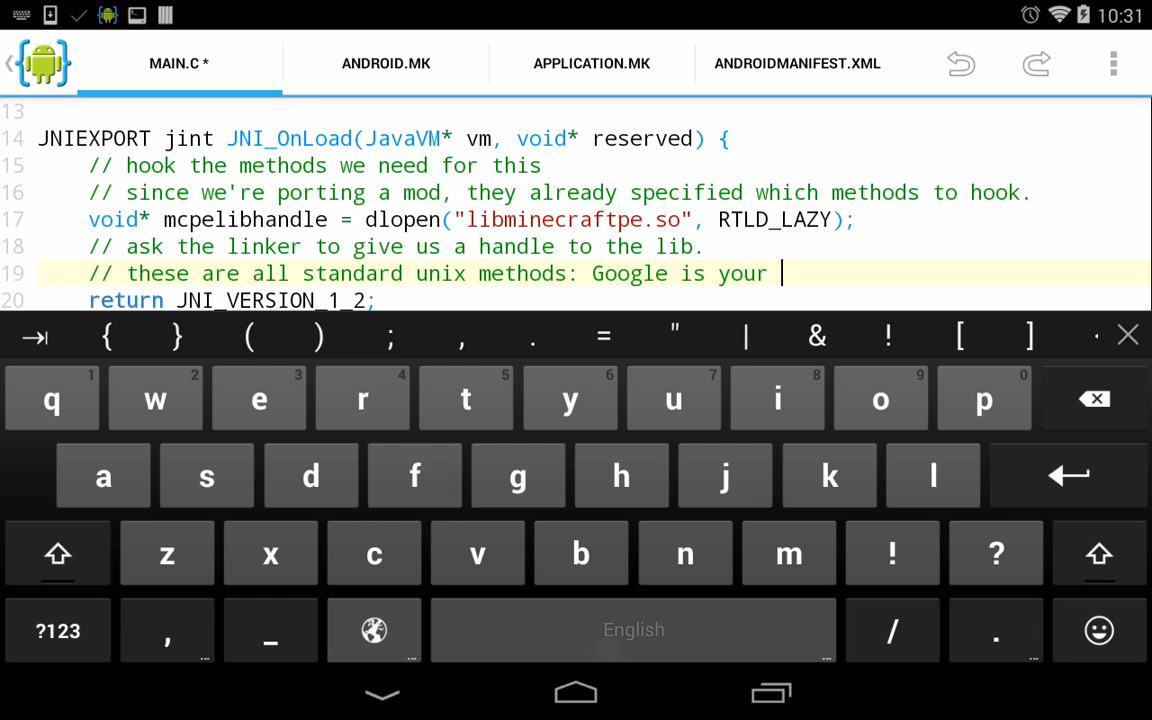 10:31
MAIN.C *
ANDROID.MK
APPLICATION.MK
ANDROIDMANIFEST.XML
13
14 JNIEXPORT jint JNI_OnLoad(JavaVM* vm, void* reserved) {
15 // hook the methods we need for this
16 // since we're porting a mod, they already specified which methods to hook.
17 void* mcpelibhandle = dlopen("libminecraftpe.so", RTLD_LAZY);
18 // ask the linker to give us a handle to the lib.
19 // these are all standard unix methods: Google is your
20 return JNI_VERSION_1_2;
{ } ( ) ; , . = " | & ! [ ]
q 1 w 2 e 3 r 4 t 5 y 6 u 7 i 8 o 9 p 0
a s d f g h j k l
z x c v b n m ! ?
?123 , _ English / .